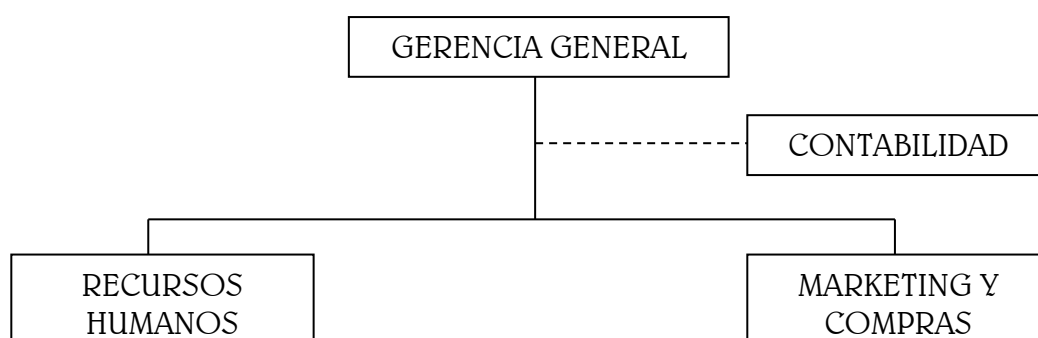 GERENCIA GENERAL
CONTABILIDAD
RECURSOS
HUMANOS
MARKETING Y
COMPRAS